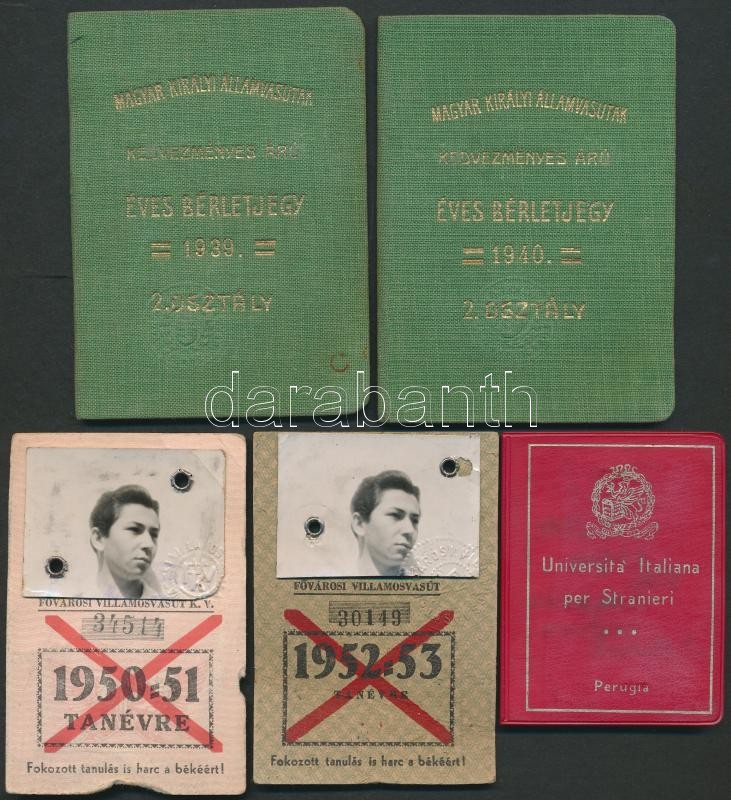 MAGYAR KIRÁLYI ÁLLAMVASUTAK
KEDVEZMÉNYES ÁRÚ
ÉVES BÉRLETJEGY
1939.
2. OSZTÁLY
MAGYAR KIRÁLYI ÁLLAMVASUTAK
KEDVEZMÉNYES ÁRÚ
ÉVES BÉRLETJEGY
1940.
2. OSZTÁLY
darabanth
FŐVÁROSI VILLAMOSVASÚT K. V.
34514
1950=51
TANÉVRE
Fokozott tanulás is harc a békéért!
FŐVÁROSI VILLAMOSVASÚT
30149
1952=53
TANÉVRE
Fokozott tanulás is harc a békéért!
Universita' Italiana
per Stranieri
Perugia